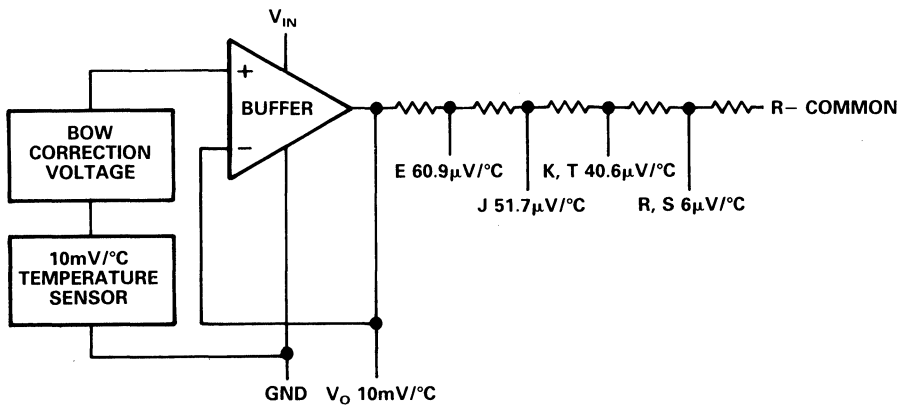 V_IN
+
BUFFER
−
BOW
CORRECTION
VOLTAGE
10mV/°C
TEMPERATURE
SENSOR
R− COMMON
E 60.9µV/°C
K, T 40.6µV/°C
J 51.7µV/°C
R, S 6µV/°C
GND
V_O 10mV/°C